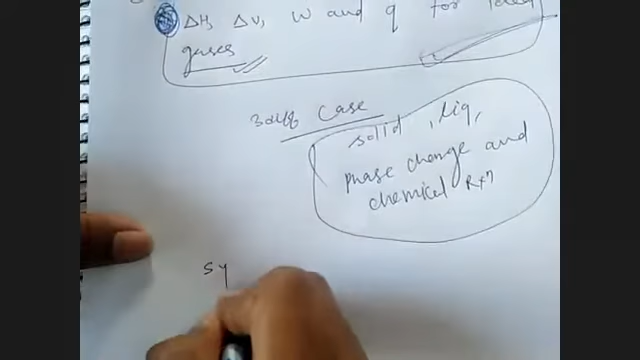 ΔH, ΔU, W and q for ideal
gases
3 diff case
solid, liq,
phase change and
chemical Rxn
sy